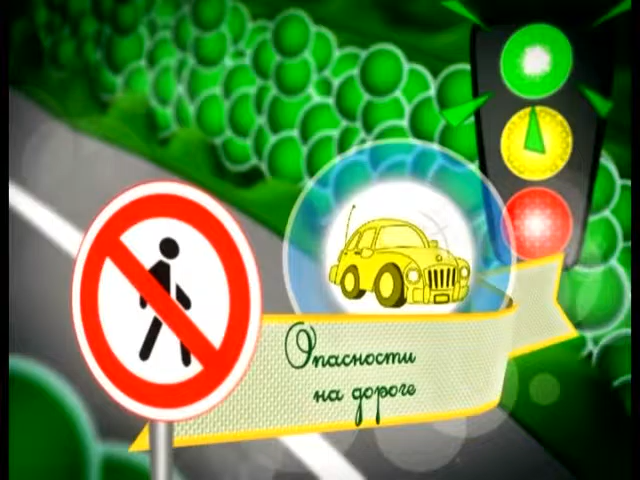 Опасности
на дороге